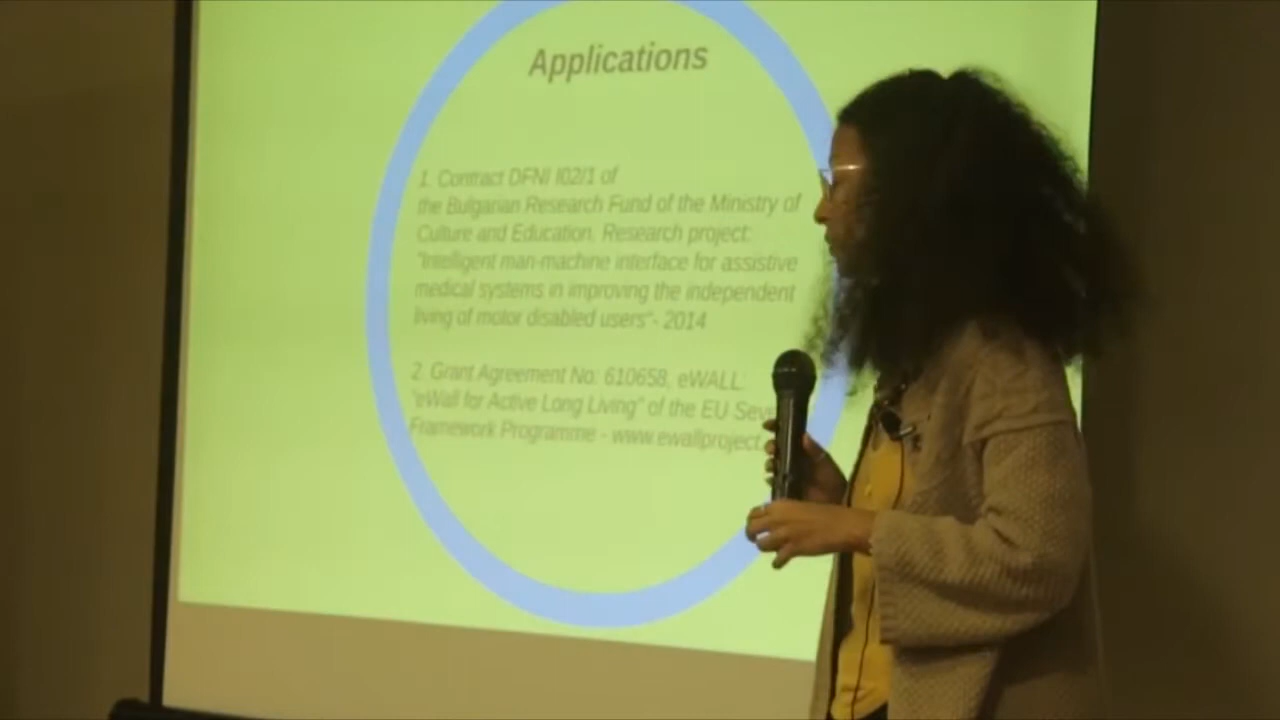 Applications
1. Contract DFNI I02/1 of
the Bulgarian Research Fund of the Ministry of
Culture and Education, Research project:
"Intelligent man-machine interface for assistive
medical systems in improving the independent
living of motor disabled users"- 2014
2. Grant Agreement No: 610658, eWALL:
"eWall for Active Long Living" of the EU
Framework Programme - www.ewallproject.